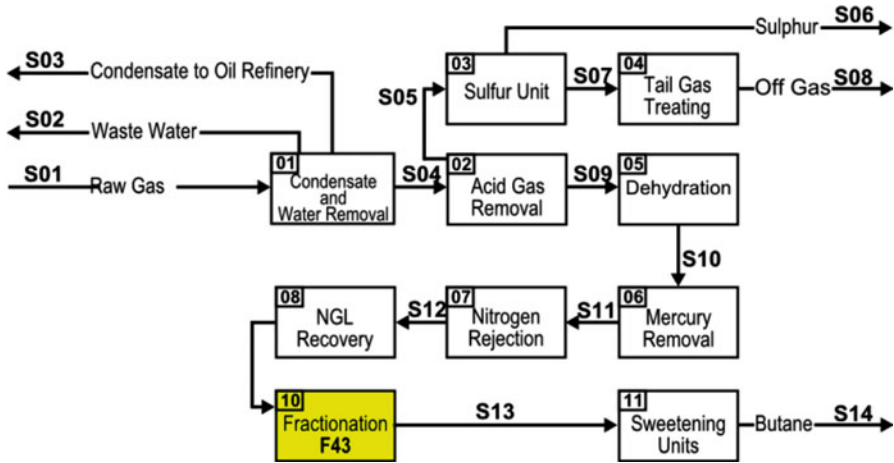 S06
Sulphur
S03
Condensate to Oil Refinery
03
Sulfur Unit
S07
04
Tail Gas
Treating
Off Gas
S08
S05
S02
Waste Water
S01
Raw Gas
01
Condensate
and
Water Removal
S04
02
Acid Gas
Removal
S09
05
Dehydration
S10
08
NGL
Recovery
S12
07
Nitrogen
Rejection
S11
06
Mercury
Removal
10
Fractionation
F43
S13
11
Sweetening
Units
Butane
S14